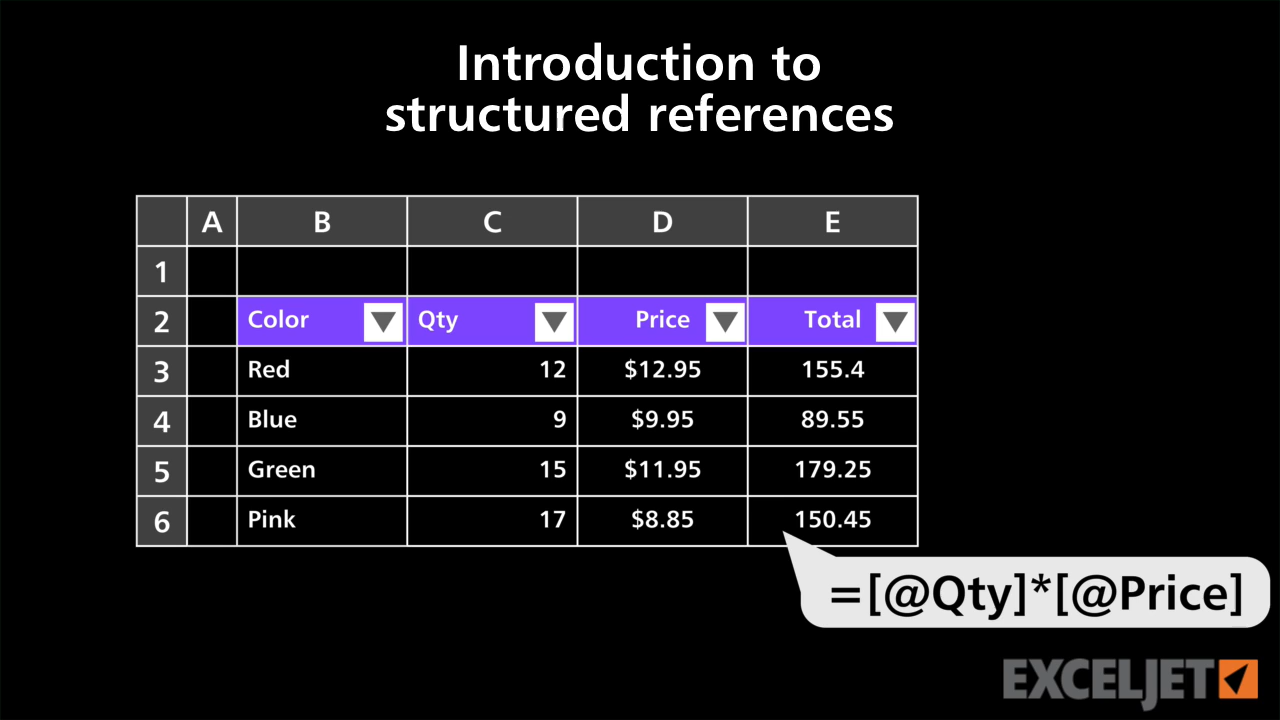 Introduction to
structured references
A B C D E
1
2 Color Qty Price Total
3 Red 12 $12.95 155.4
4 Blue 9 $9.95 89.55
5 Green 15 $11.95 179.25
6 Pink 17 $8.85 150.45
=[@Qty]*[@Price]
EXCELJET